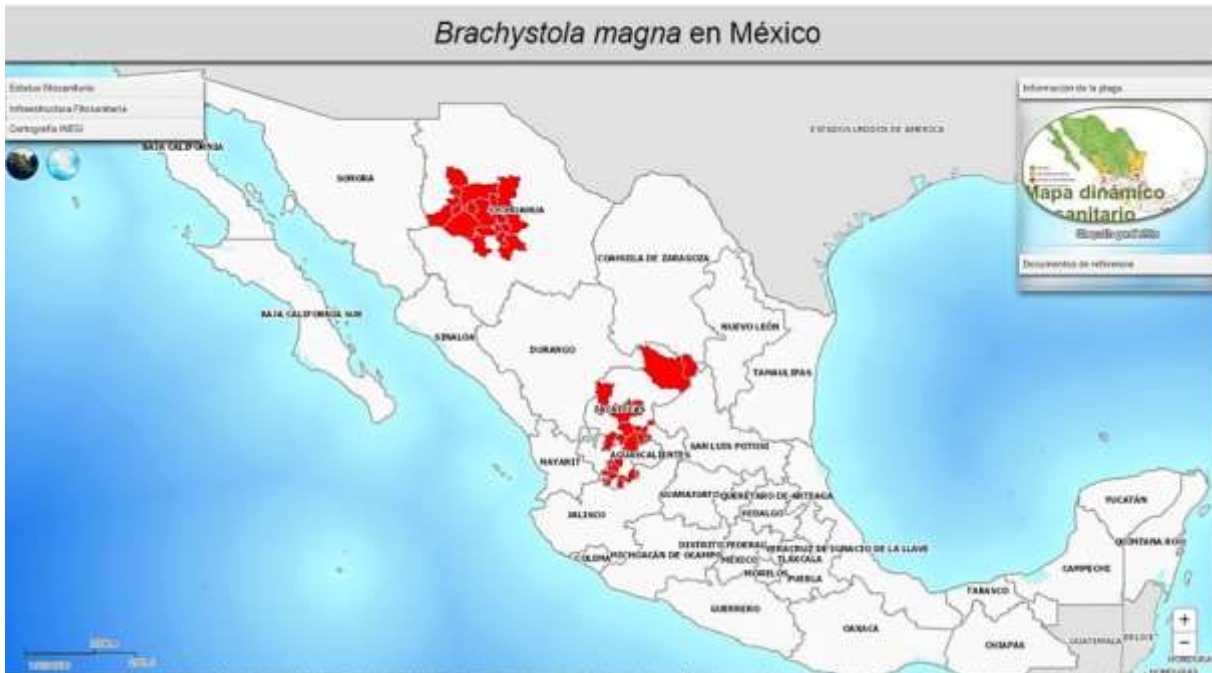 Brachystola magna en México
Estatus fitosanitario
Infraestructura Fitosanitaria
Cartografía INEGI
Información de la plaga
Mapa dinámico
sanitario
Documentos de referencia
ESTADOS UNIDOS DE AMERICA
BAJA CALIFORNIA
SONORA
CHIHUAHUA
COAHUILA DE ZARAGOZA
BAJA CALIFORNIA SUR
SINALOA
DURANGO
NUEVO LEÓN
TAMAULIPAS
ZACATECAS
SAN LUIS POTOSÍ
NAYARIT
AGUASCALIENTES
GUANAJUATO
QUERÉTARO DE ARTEAGA
HIDALGO
JALISCO
YUCATÁN
QUINTANA ROO
CAMPECHE
COLIMA
MICHOACÁN DE OCAMPO
DISTRITO FEDERAL
MÉXICO
VERACRUZ DE IGNACIO DE LA LLAVE
TLAXCALA
MORELOS
PUEBLA
TABASCO
GUERRERO
OAXACA
CHIAPAS
GUATEMALA
BELICE
+
−
HONDURAS